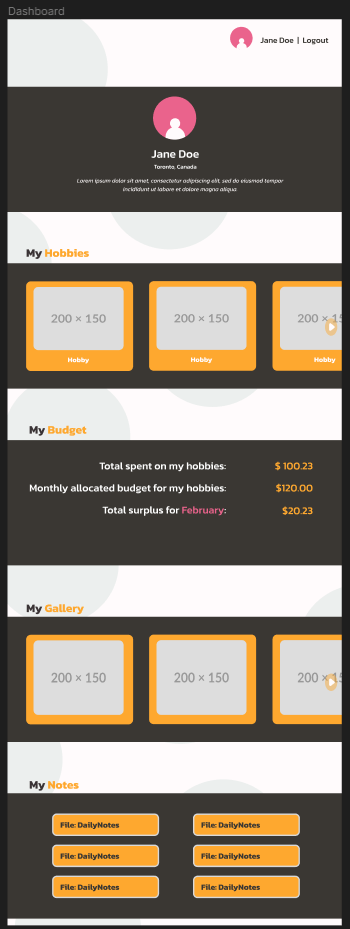 Dashboard
Jane Doe | Logout
Jane Doe
Toronto, Canada
Lorem ipsum dolor sit amet, consectetur adipiscing elit, sed do eiusmod tempor
incididunt ut labore et dolore magna aliqua.
My Hobbies
200 × 150
200 × 150
200 × 15
Hobby
Hobby
Hobby
My Budget
Total spent on my hobbies: $ 100.23
Monthly allocated budget for my hobbies: $120.00
Total surplus for February: $20.23
My Gallery
200 × 150
200 × 150
200 × 15
My Notes
File: DailyNotes
File: DailyNotes
File: DailyNotes
File: DailyNotes
File: DailyNotes
File: DailyNotes